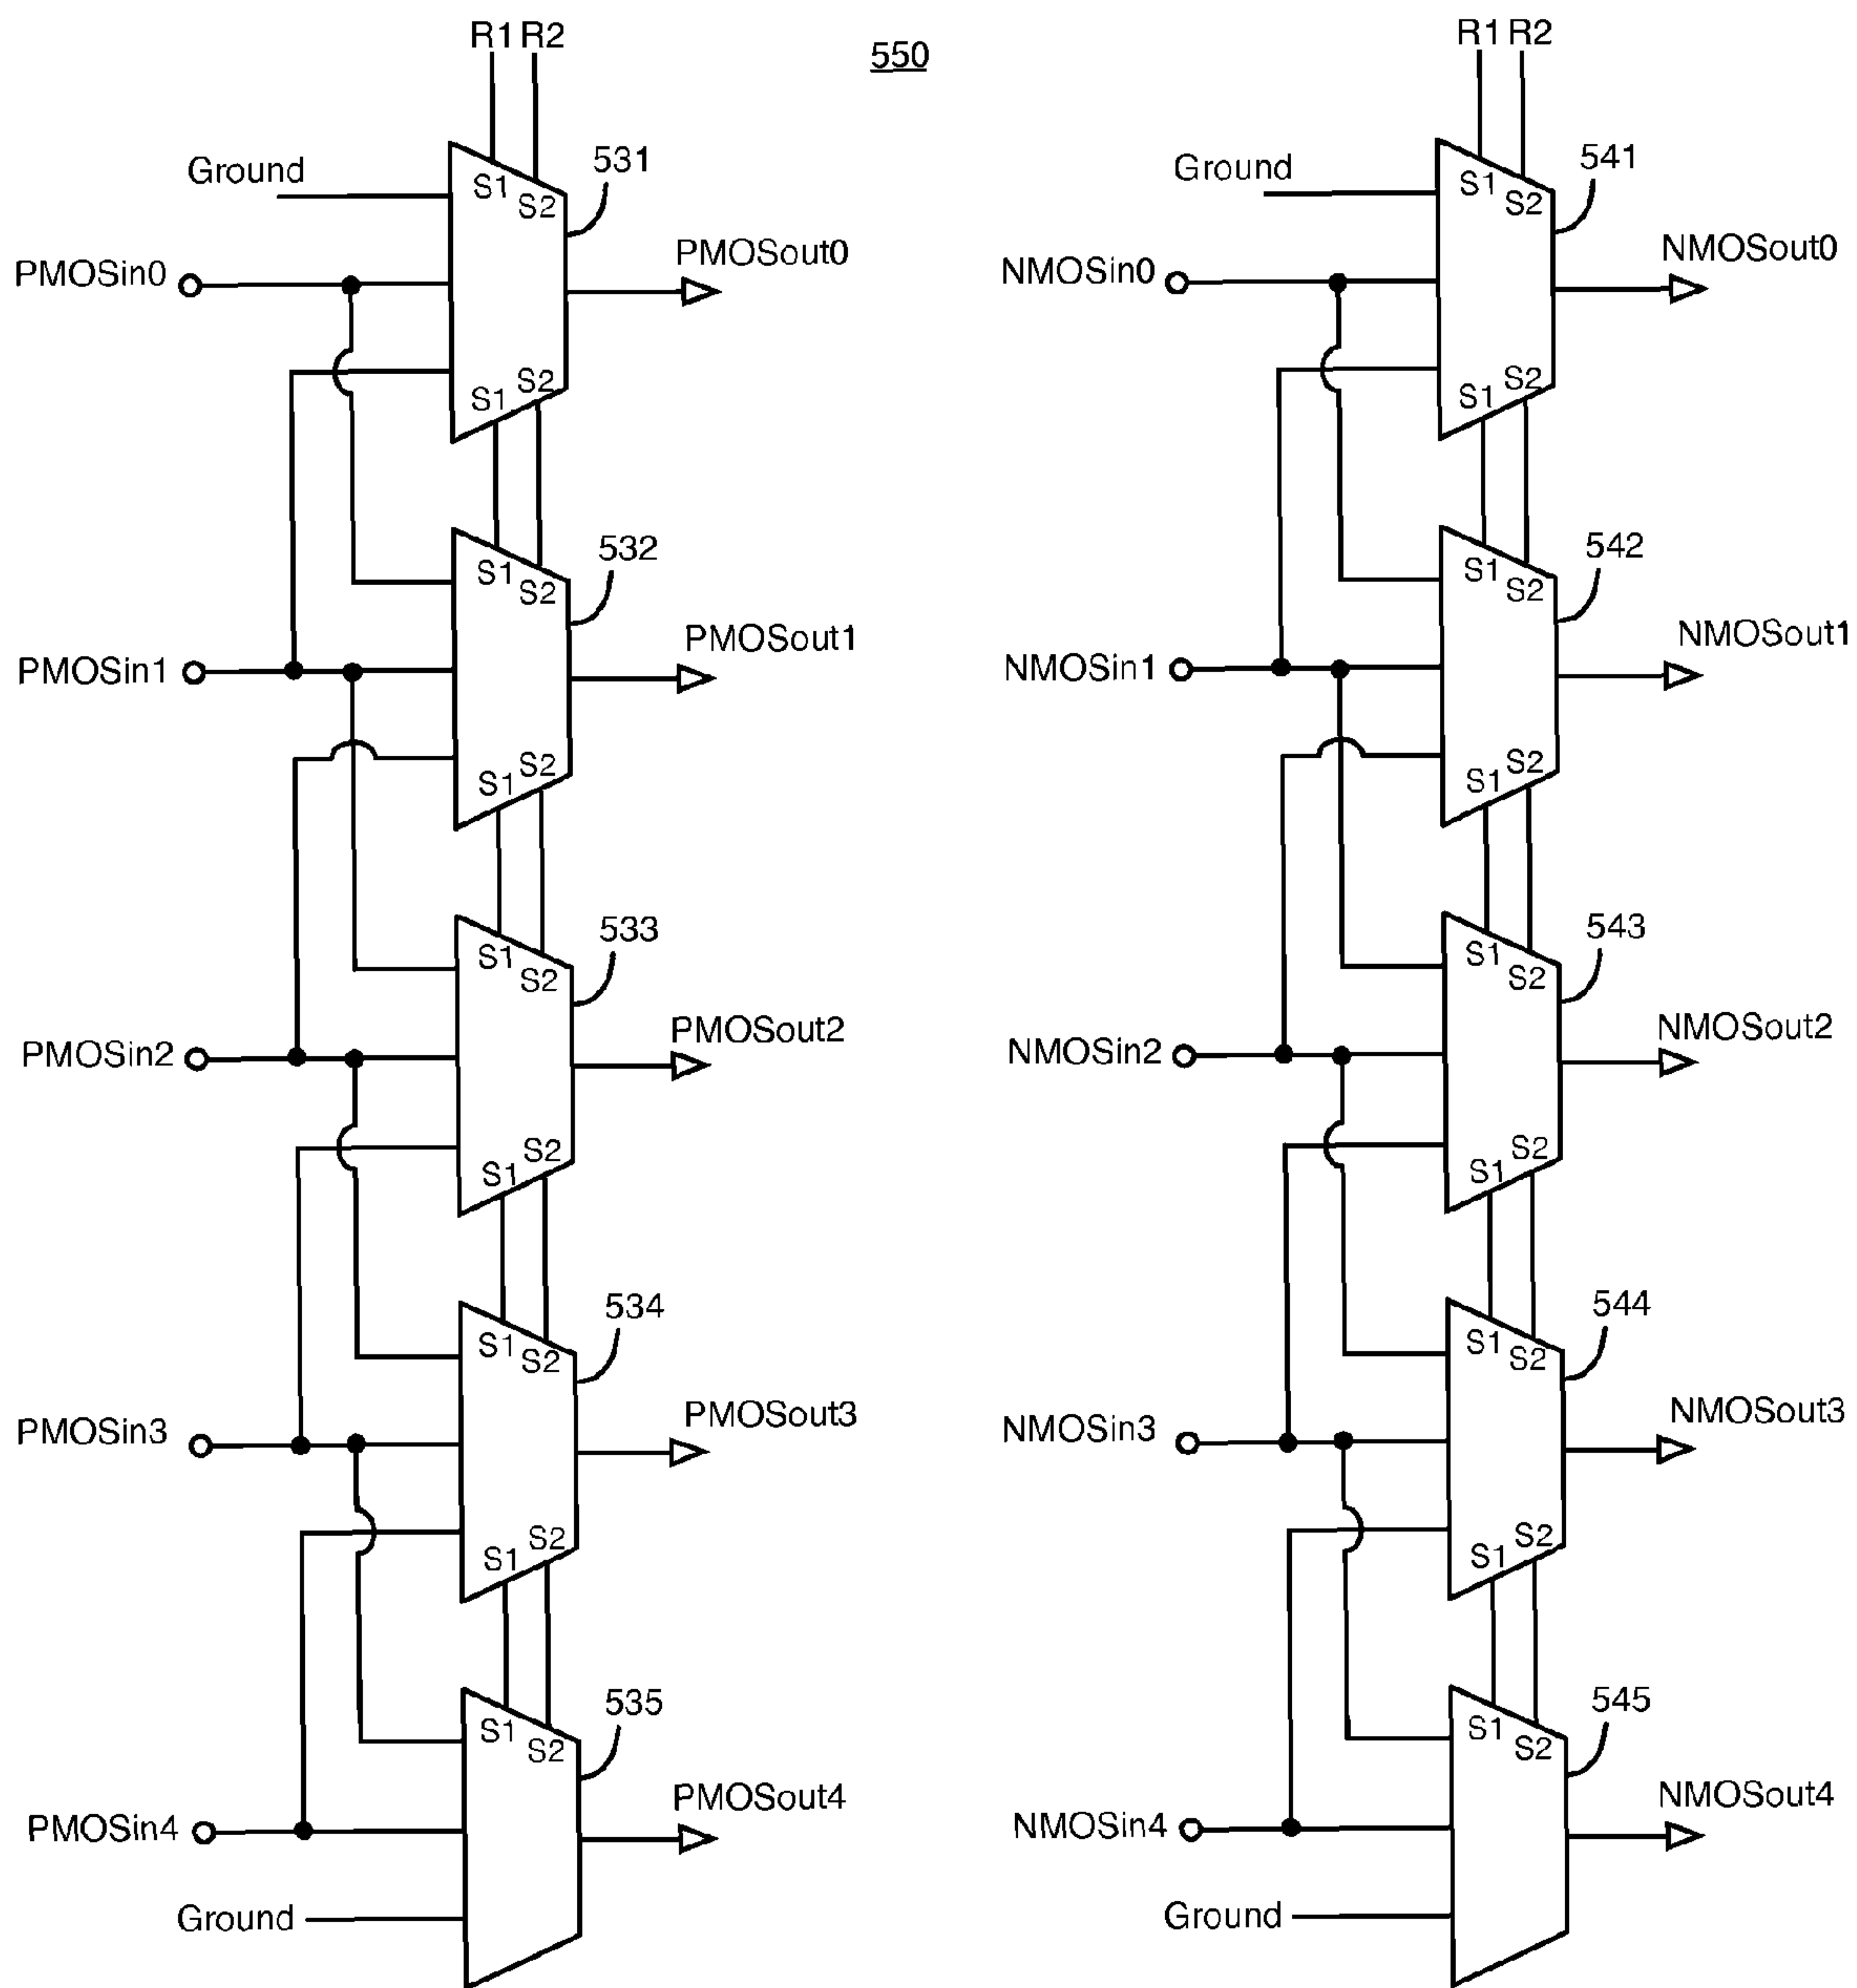 550
R1 R2
Ground
S1
S2
531
PMOSin0
PMOSout0
S1
S2
532
S1
S2
PMOSin1
PMOSout1
S1
S2
533
S1
S2
PMOSin2
PMOSout2
S1
S2
534
S1
S2
PMOSin3
PMOSout3
S1
S2
535
S1
S2
PMOSin4
PMOSout4
Ground
R1 R2
Ground
S1
S2
541
NMOSin0
NMOSout0
S1
S2
542
S1
S2
NMOSin1
NMOSout1
S1
S2
543
S1
S2
NMOSin2
NMOSout2
S1
S2
544
S1
S2
NMOSin3
NMOSout3
S1
S2
545
S1
S2
NMOSin4
NMOSout4
Ground